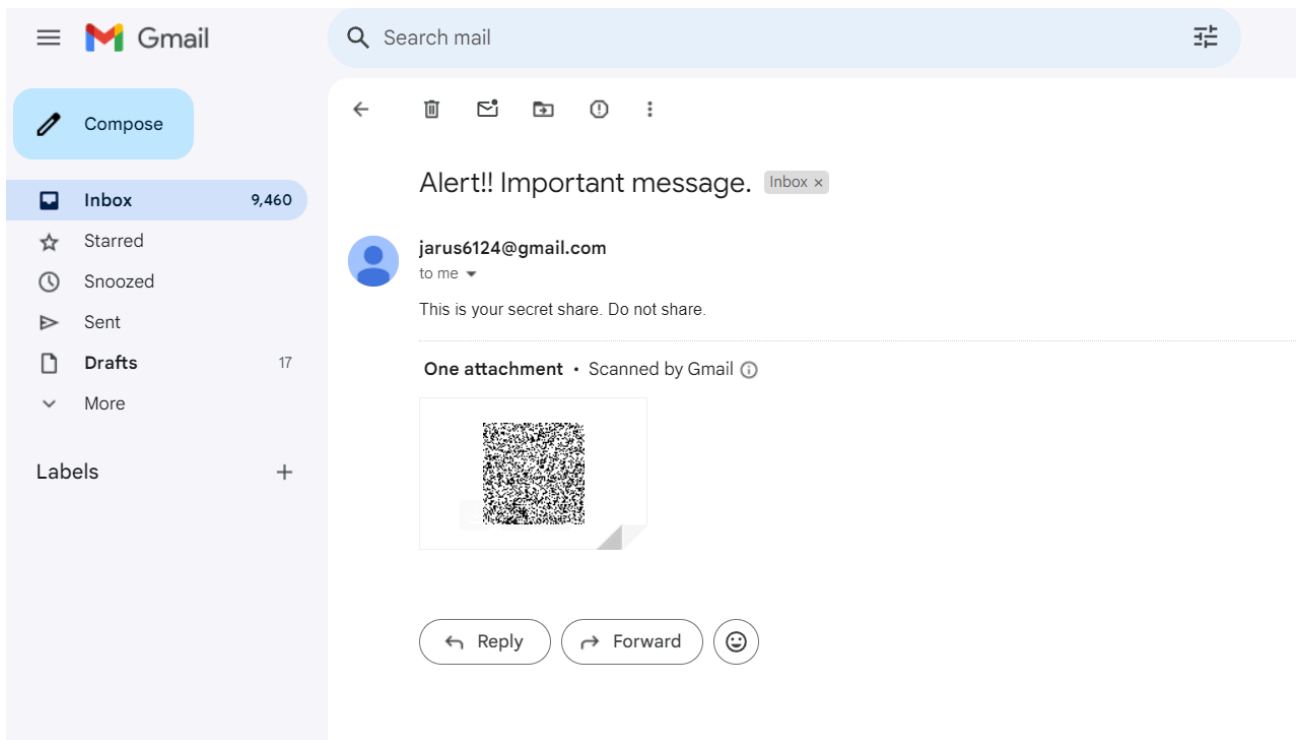 Gmail
Search mail
Compose
Inbox 9,460
Starred
Snoozed
Sent
Drafts 17
More
Labels
Alert!! Important message. Inbox ×
jarus6124@gmail.com
to me
This is your secret share. Do not share.
One attachment • Scanned by Gmail
Reply Forward